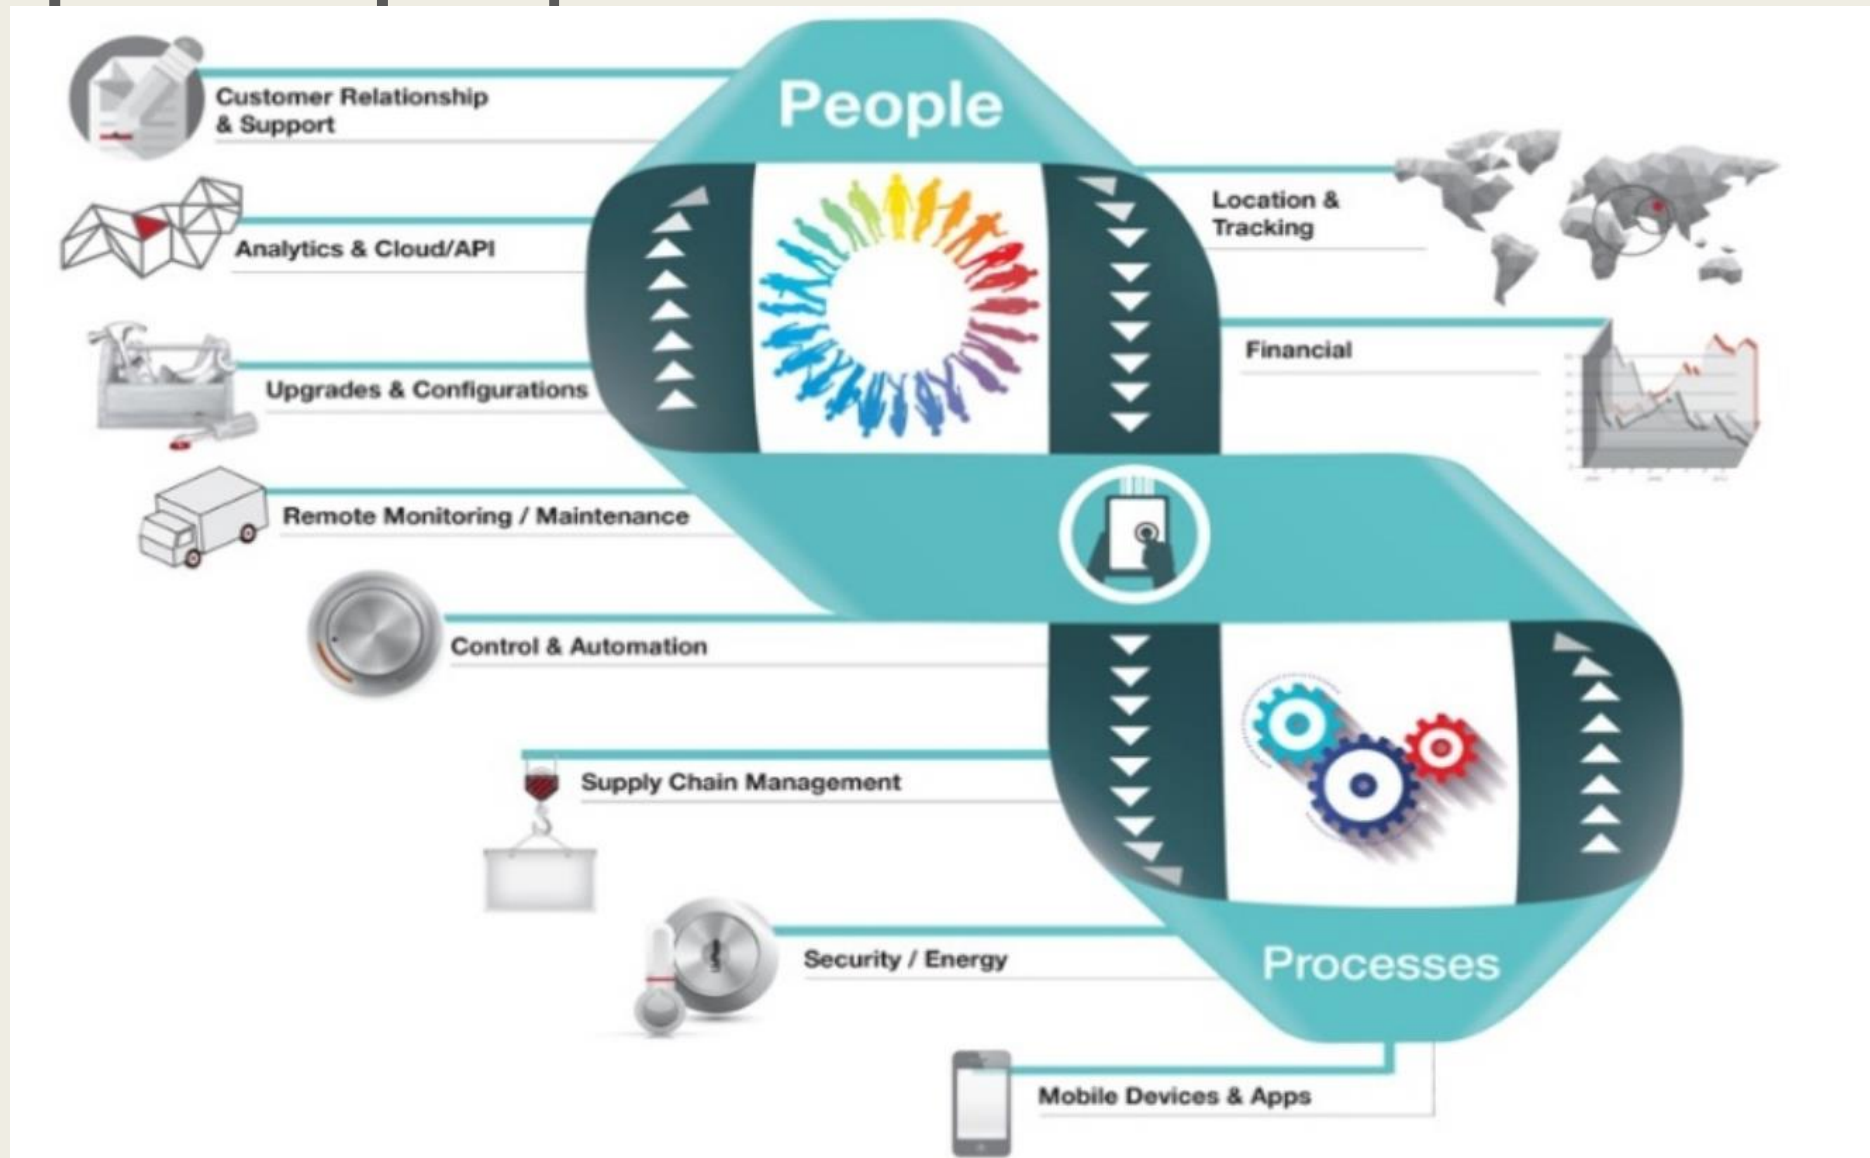 People
Customer Relationship
& Support
Analytics & Cloud/API
Upgrades & Configurations
Remote Monitoring / Maintenance
Control & Automation
Supply Chain Management
Security / Energy
Mobile Devices & Apps
Location &
Tracking
Financial
Processes